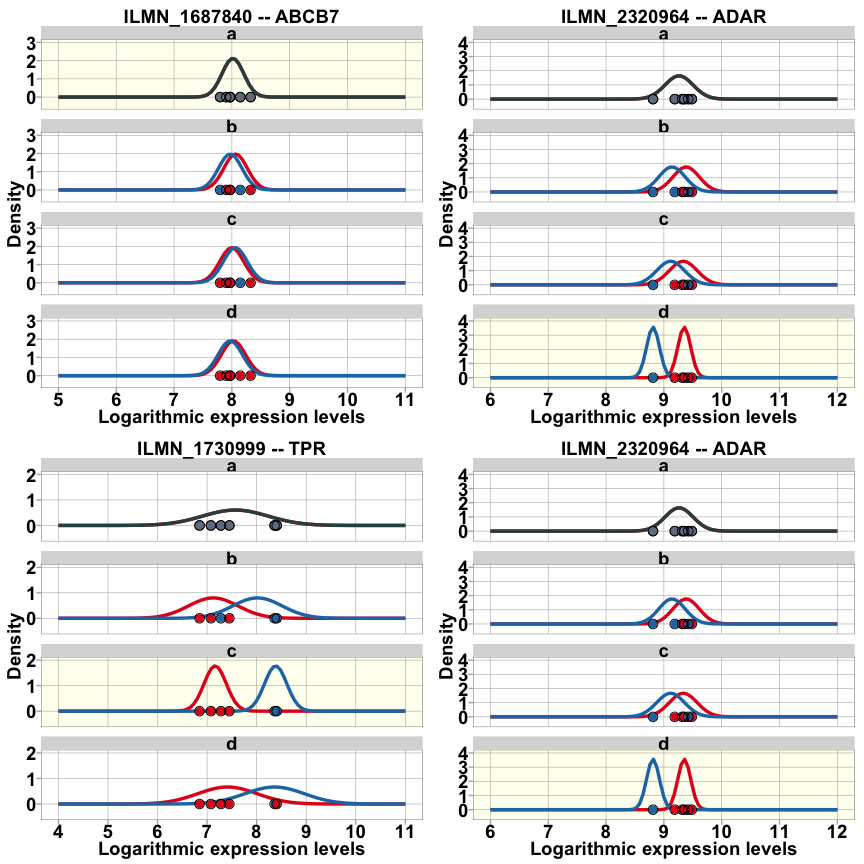 ILMN_1687840 -- ABCB7
a
3
2
1
0
b
3
2
1
0
c
3
2
1
0
d
3
2
1
0
5 6 7 8 9 10 11
Density
Logarithmic expression levels
ILMN_2320964 -- ADAR
a
4
3
2
1
0
b
4
3
2
1
0
c
4
3
2
1
0
d
4
3
2
1
0
6 7 8 9 10 11 12
Density
Logarithmic expression levels
ILMN_1730999 -- TPR
a
2
1
0
b
2
1
0
c
2
1
0
d
2
1
0
4 5 6 7 8 9 10 11
Density
Logarithmic expression levels
ILMN_2320964 -- ADAR
a
4
3
2
1
0
b
4
3
2
1
0
c
4
3
2
1
0
d
4
3
2
1
0
6 7 8 9 10 11 12
Density
Logarithmic expression levels